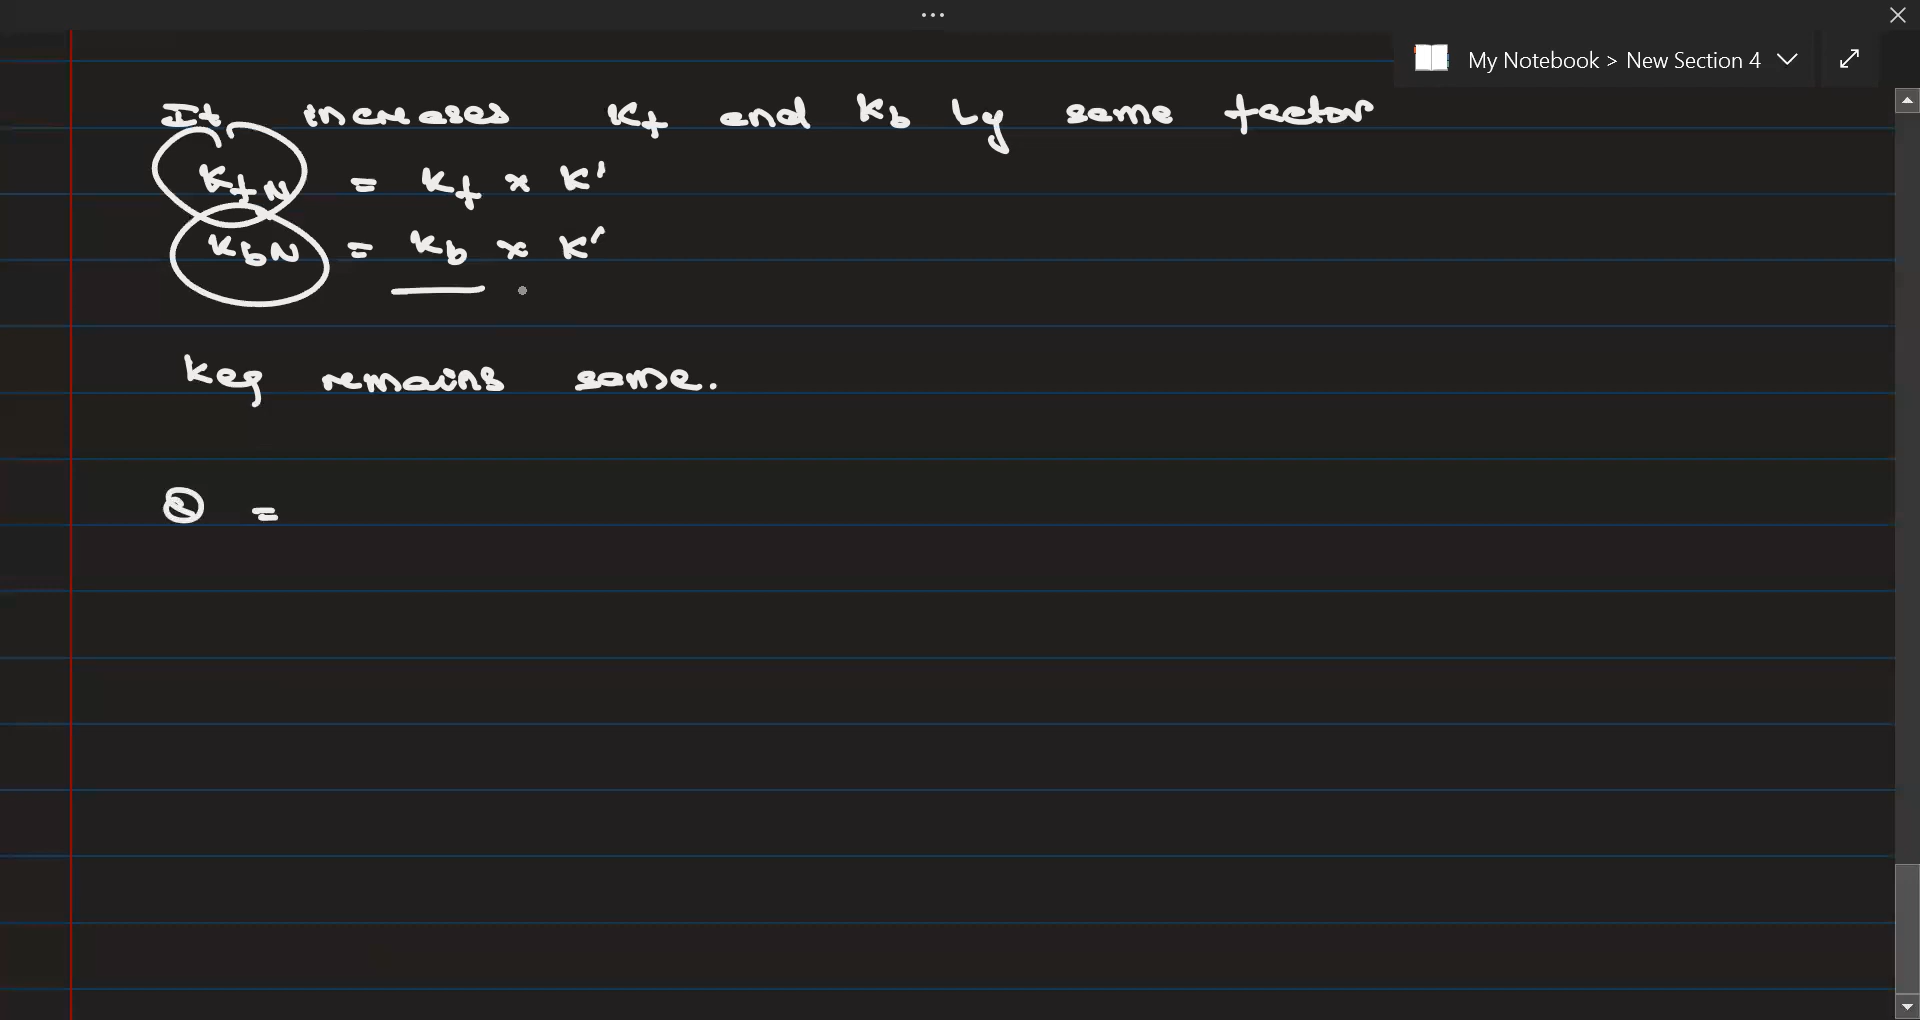 ...
My Notebook > New Section 4
It increases Kf and Kb by same factor
KfN = Kf × K'
KbN = Kb × K'
Keq remains same.
② =